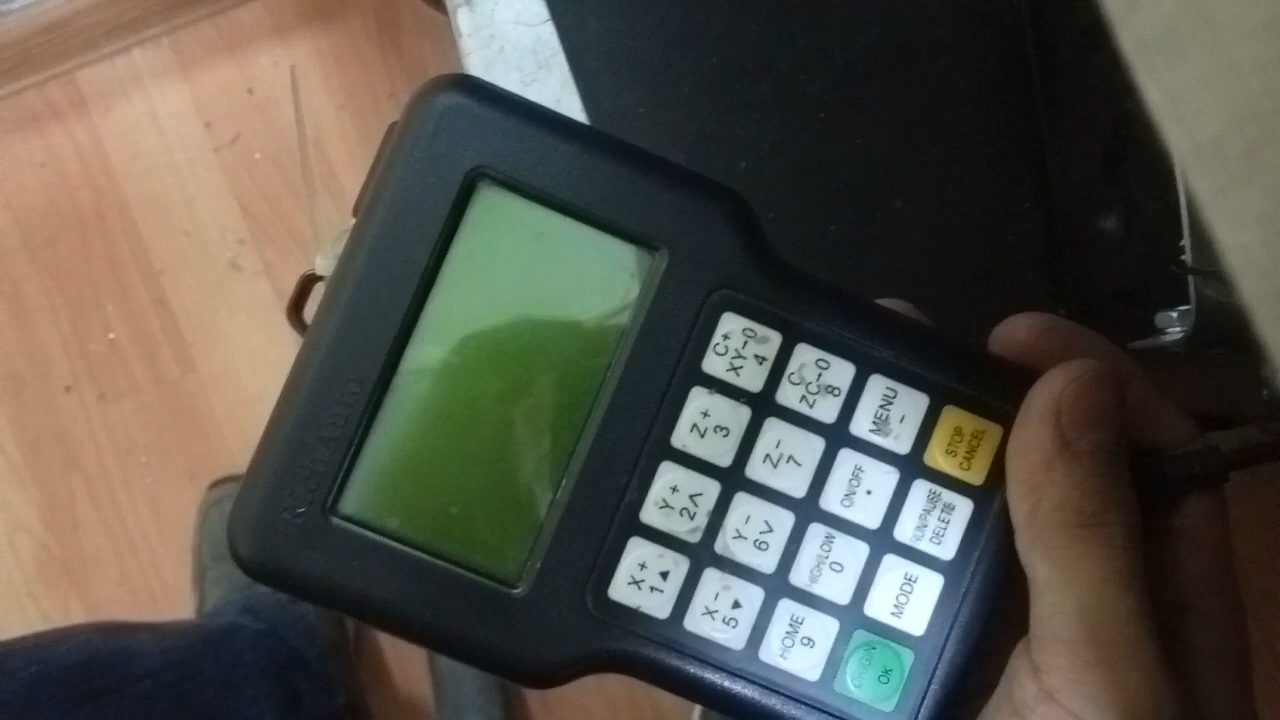 X+
1▲
Y+
2∧
Z+
3
C+
XY-0
4
X-
5▼
Y-
6∨
Z-
7
C-
ZC-0
8
HOME
9
HIGH/LOW
0
ON/OFF
•
MENU
-
ORIGIN
OK
MODE
RUN/PAUSE
DELETE
STOP
CANCEL